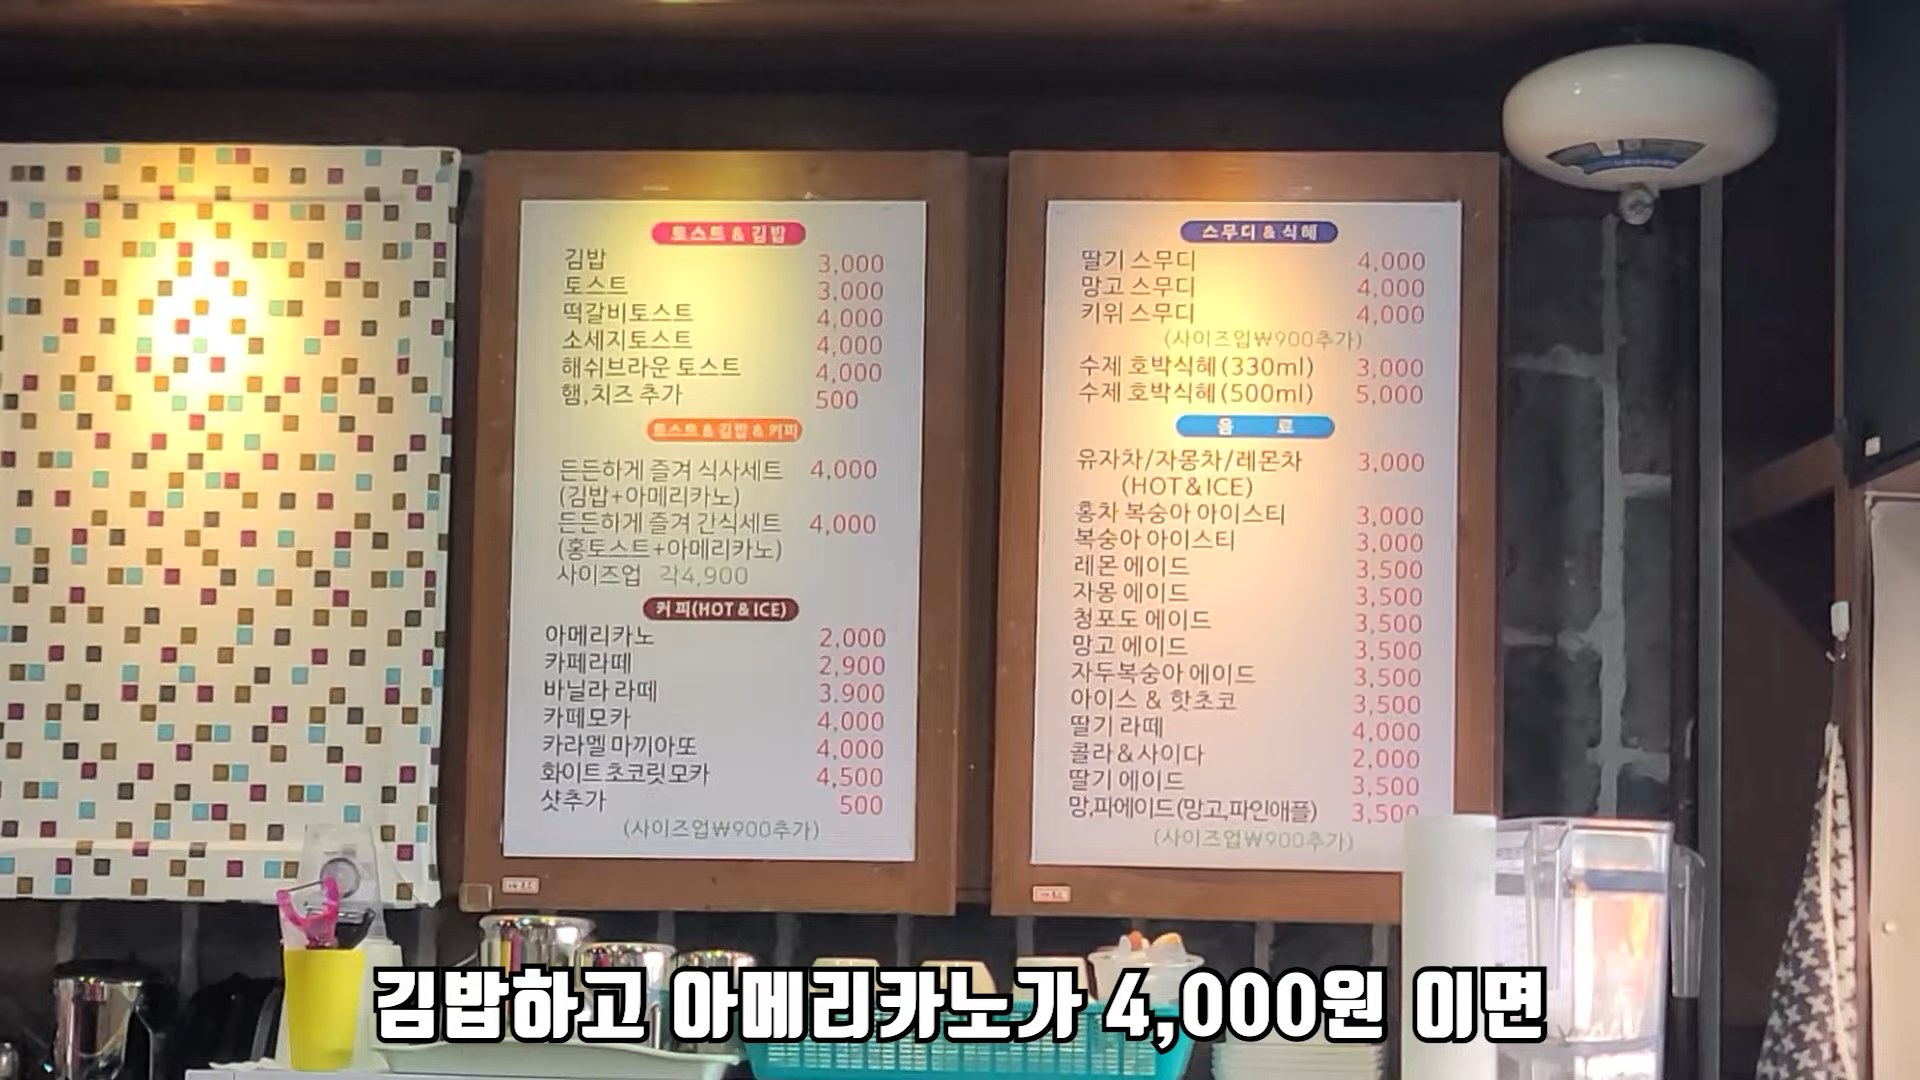 토스트 & 김밥
김밥 3,000
토스트 3,000
떡갈비토스트 4,000
소세지토스트 4,000
해쉬브라운 토스트 4,000
햄,치즈 추가 500
토스트 & 김밥 & 커피
든든하게 즐겨 식사세트 4,000
(김밥+아메리카노)
든든하게 즐겨 간식세트 4,000
(홍토스트+아메리카노)
사이즈업 각4,900
커 피(HOT & ICE)
아메리카노 2,000
카페라떼 2,900
바닐라 라떼 3.900
카페모카 4,000
카라멜 마끼아또 4,000
화이트 초코릿 모카 4,500
샷추가 500
(사이즈업₩900추가)
스무디 & 식혜
딸기 스무디 4,000
망고 스무디 4,000
키위 스무디 4,000
(사이즈업₩900추가)
수제 호박식혜 (330ml) 3,000
수제 호박식혜 (500ml) 5,000
음 료
유자차/자몽차/레몬차 3,000
(HOT & ICE)
홍차 복숭아 아이스티 3,000
복숭아 아이스티 3,000
레몬 에이드 3,500
자몽 에이드 3,500
청포도 에이드 3,500
망고 에이드 3,500
자두복숭아 에이드 3,500
아이스 & 핫초코 3,500
딸기 라떼 4,000
콜라 & 사이다 2,000
딸기 에이드 3,500
망,파에이드(망고,파인애플) 3,500
(사이즈업₩900추가)
김밥하고 아메리카노가 4,000원 이면